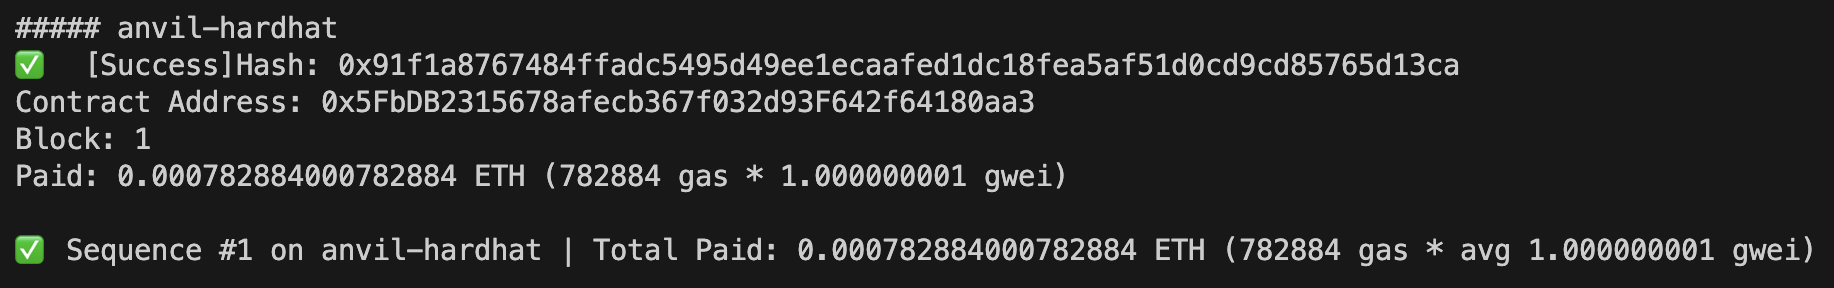 ##### anvil-hardhat
✅  [Success]Hash: 0x91f1a8767484ffadc5495d49ee1ecaafed1dc18fea5af51d0cd9cd85765d13ca
Contract Address: 0x5FbDB2315678afecb367f032d93F642f64180aa3
Block: 1
Paid: 0.000782884000782884 ETH (782884 gas * 1.000000001 gwei)
✅ Sequence #1 on anvil-hardhat | Total Paid: 0.000782884000782884 ETH (782884 gas * avg 1.000000001 gwei)